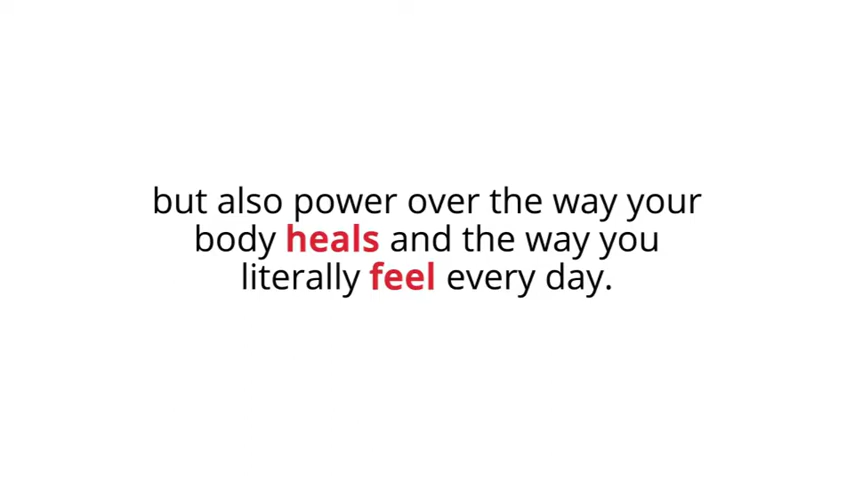 but also power over the way your
body heals and the way you
literally feel every day.